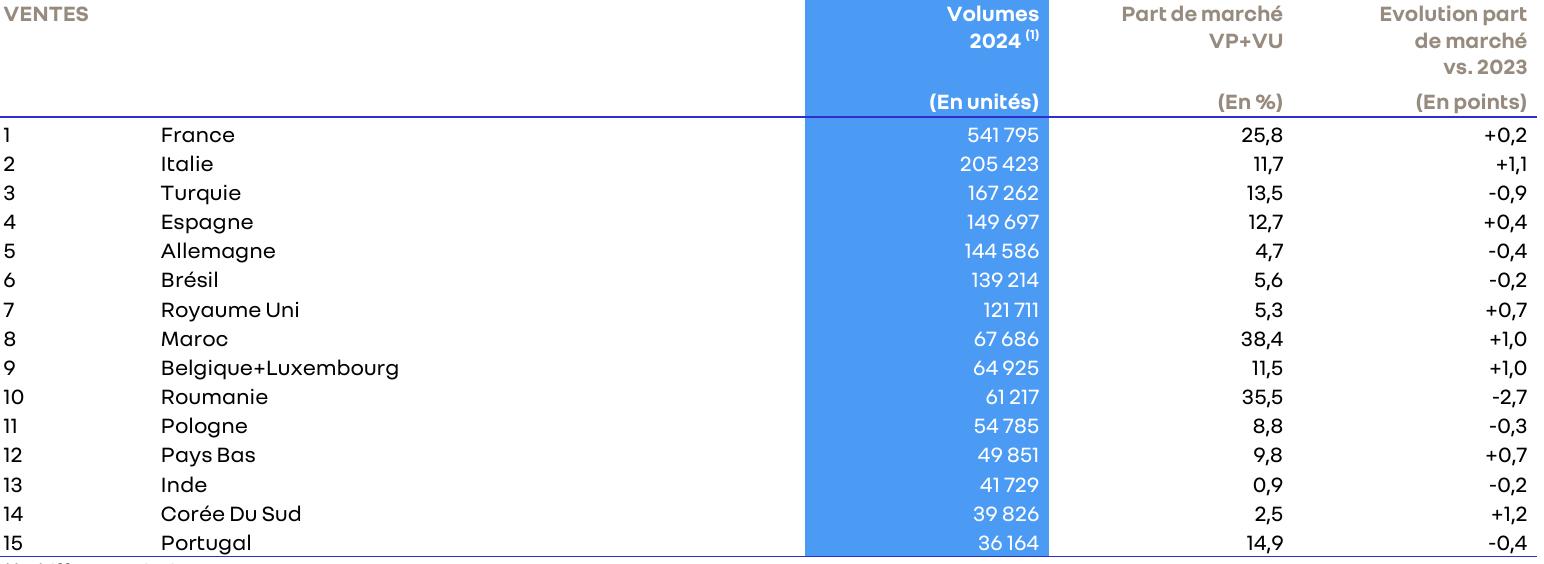 VENTES Volumes Part de marché Evolution part
2024 (1) VP+VU de marché
vs. 2023
(En unités) (En %) (En points)
1 France 541 795 25,8 +0,2
2 Italie 205 423 11,7 +1,1
3 Turquie 167 262 13,5 -0,9
4 Espagne 149 697 12,7 +0,4
5 Allemagne 144 586 4,7 -0,4
6 Brésil 139 214 5,6 -0,2
7 Royaume Uni 121 711 5,3 +0,7
8 Maroc 67 686 38,4 +1,0
9 Belgique+Luxembourg 64 925 11,5 +1,0
10 Roumanie 61 217 35,5 -2,7
11 Pologne 54 785 8,8 -0,3
12 Pays Bas 49 851 9,8 +0,7
13 Inde 41 729 0,9 -0,2
14 Corée Du Sud 39 826 2,5 +1,2
15 Portugal 36 164 14,9 -0,4